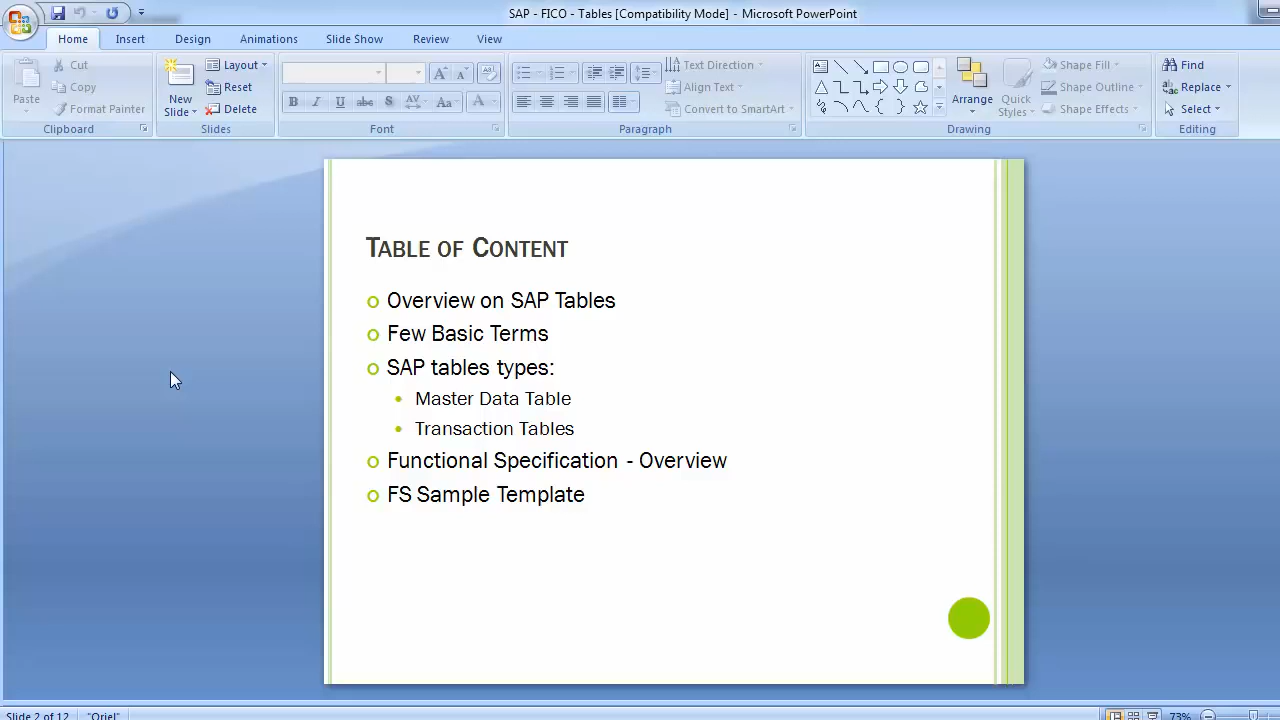 SAP - FICO - Tables [Compatibility Mode] - Microsoft PowerPoint
Home Insert Design Animations Slide Show Review View
Paste
Cut
Copy
Format Painter
Clipboard
New Slide
Layout
Reset
Delete
Slides
B I U abc S AV Aa A
Font
Text Direction
Align Text
Convert to SmartArt
Paragraph
Arrange
Quick Styles
Shape Fill
Shape Outline
Shape Effects
Drawing
Find
Replace
Select
Editing
TABLE OF CONTENT
Overview on SAP Tables
Few Basic Terms
SAP tables types:
Master Data Table
Transaction Tables
Functional Specification - Overview
FS Sample Template
Slide 2 of 12 "Oriel" 73%